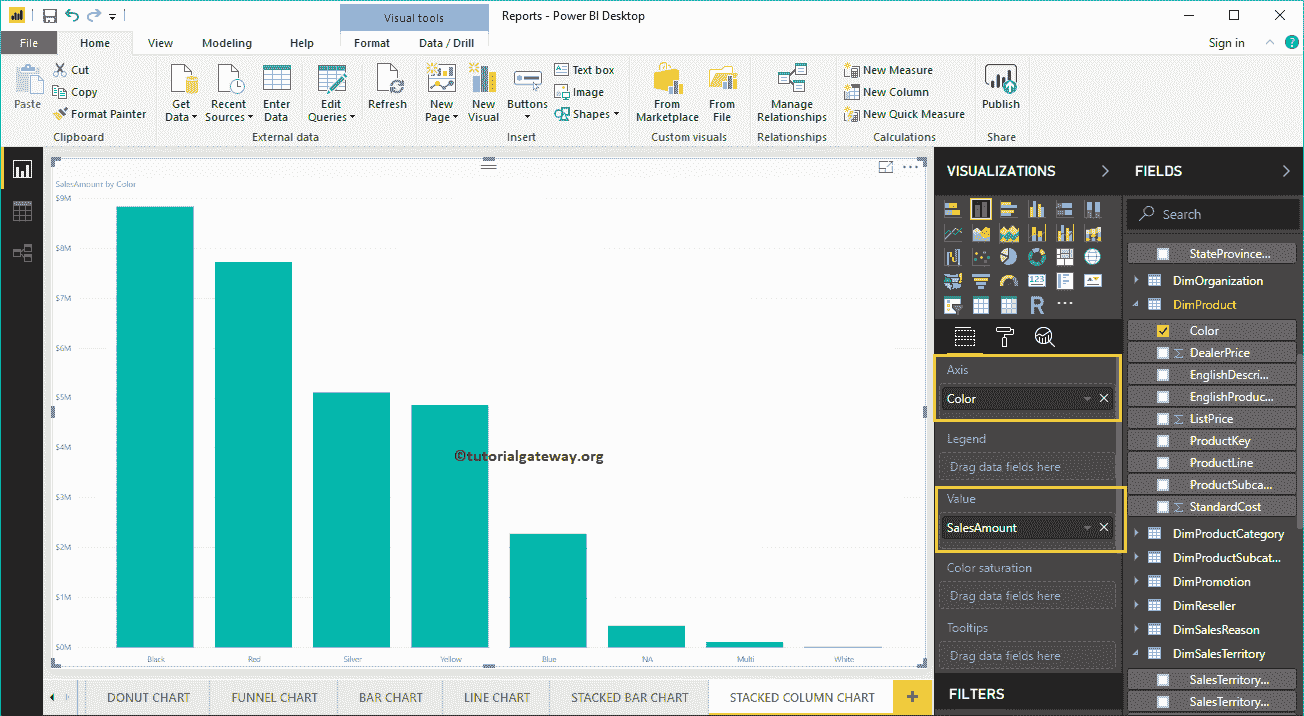 Visual tools
Reports - Power BI Desktop
File
Home
View
Modeling
Help
Format
Data / Drill
Sign in
?
Paste
Cut
Copy
Format Painter
Clipboard
Get Data
Recent Sources
Enter Data
Edit Queries
External data
Refresh
New Page
New Visual
Buttons
Text box
Image
Shapes
Insert
From Marketplace
From File
Custom visuals
Manage Relationships
Relationships
New Measure
New Column
New Quick Measure
Calculations
Publish
Share
SalesAmount by Color
$9M
$8M
$7M
$6M
$5M
$4M
$3M
$2M
$1M
$0M
Black
Red
Silver
Yellow
Blue
NA
Multi
White
©tutorialgateway.org
DONUT CHART
FUNNEL CHART
BAR CHART
LINE CHART
STACKED BAR CHART
STACKED COLUMN CHART
+
VISUALIZATIONS
123
R
Axis
Color
Legend
Drag data fields here
Value
SalesAmount
Color saturation
Drag data fields here
Tooltips
Drag data fields here
FILTERS
FIELDS
Search
StateProvince...
DimOrganization
DimProduct
Color
DealerPrice
EnglishDescri...
EnglishProduc...
ListPrice
ProductKey
ProductLine
ProductSubca...
StandardCost
DimProductCategory
DimProductSubcat...
DimPromotion
DimReseller
DimSalesReason
DimSalesTerritory
SalesTerritory...
SalesTerritory...